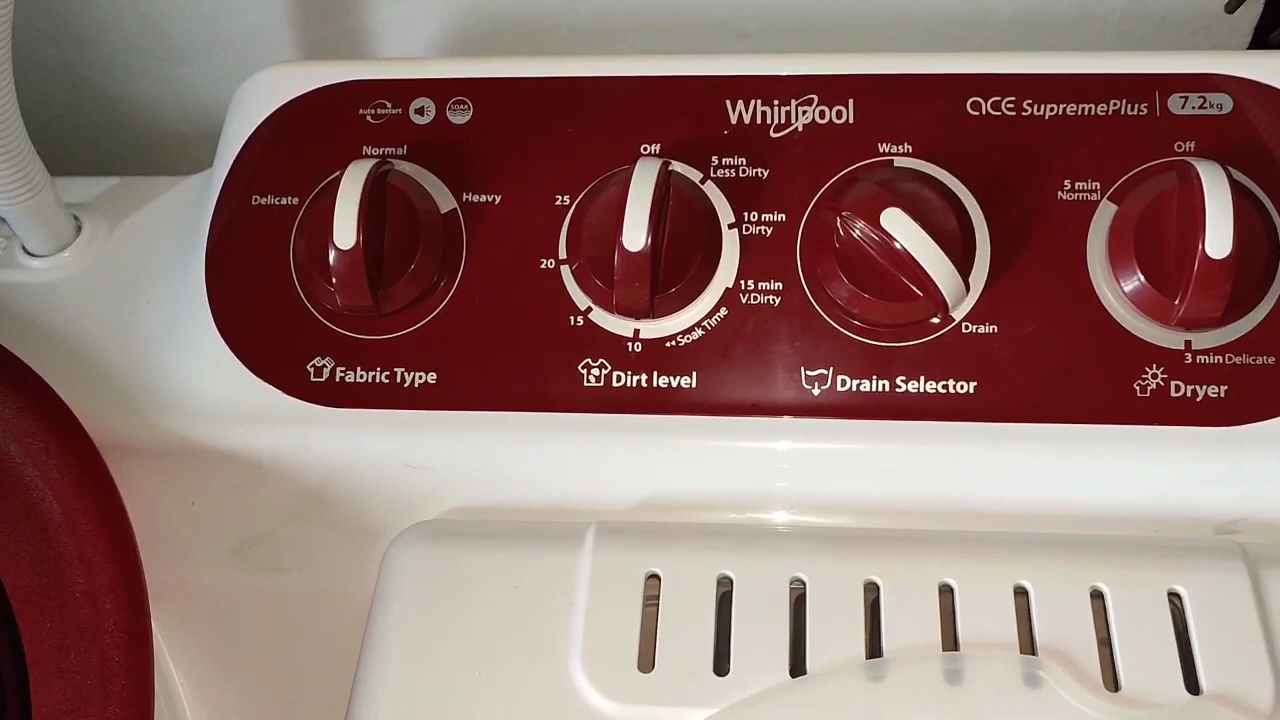 Auto Restart
SOAK
Whirlpool
ACE SupremePlus | 7.2kg
Normal
Delicate
Heavy
Fabric Type
Off
5 min
Less Dirty
10 min
Dirty
15 min
V.Dirty
Soak Time
10
15
20
25
Dirt level
Wash
Drain
Drain Selector
Off
5 min
Normal
3 min Delicate
Dryer